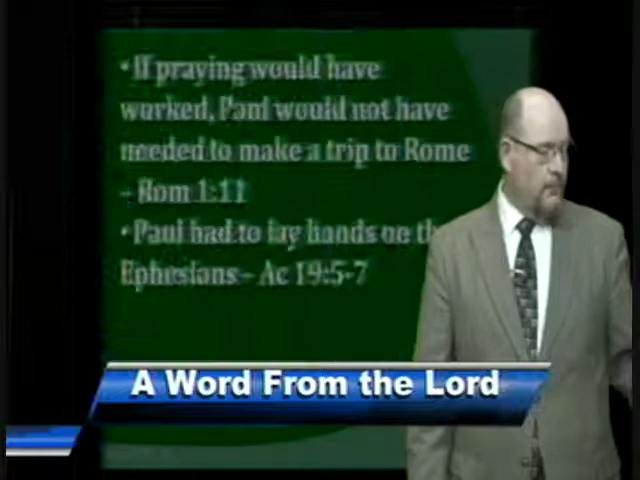 •If praying would have
worked, Paul would not have
needed to make a trip to Rome
- Rom 1:11
•Paul had to lay hands on the
Ephesians - Ac 19:5-7
A Word From the Lord